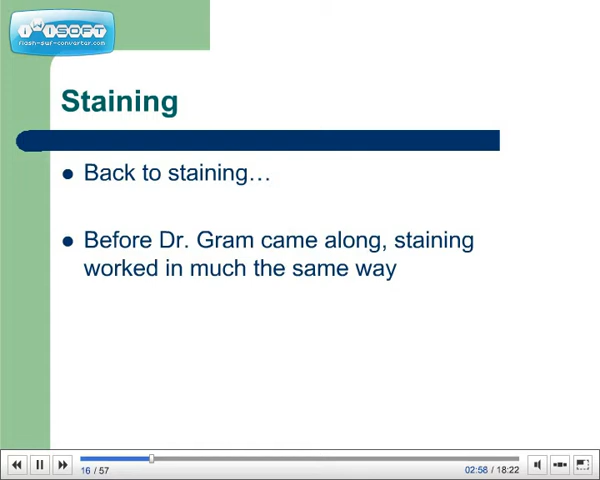 iWiSOFT
flash-swf-converter.com
Staining
Back to staining…
Before Dr. Gram came along, staining
worked in much the same way
16 / 57
02:58 / 18:22